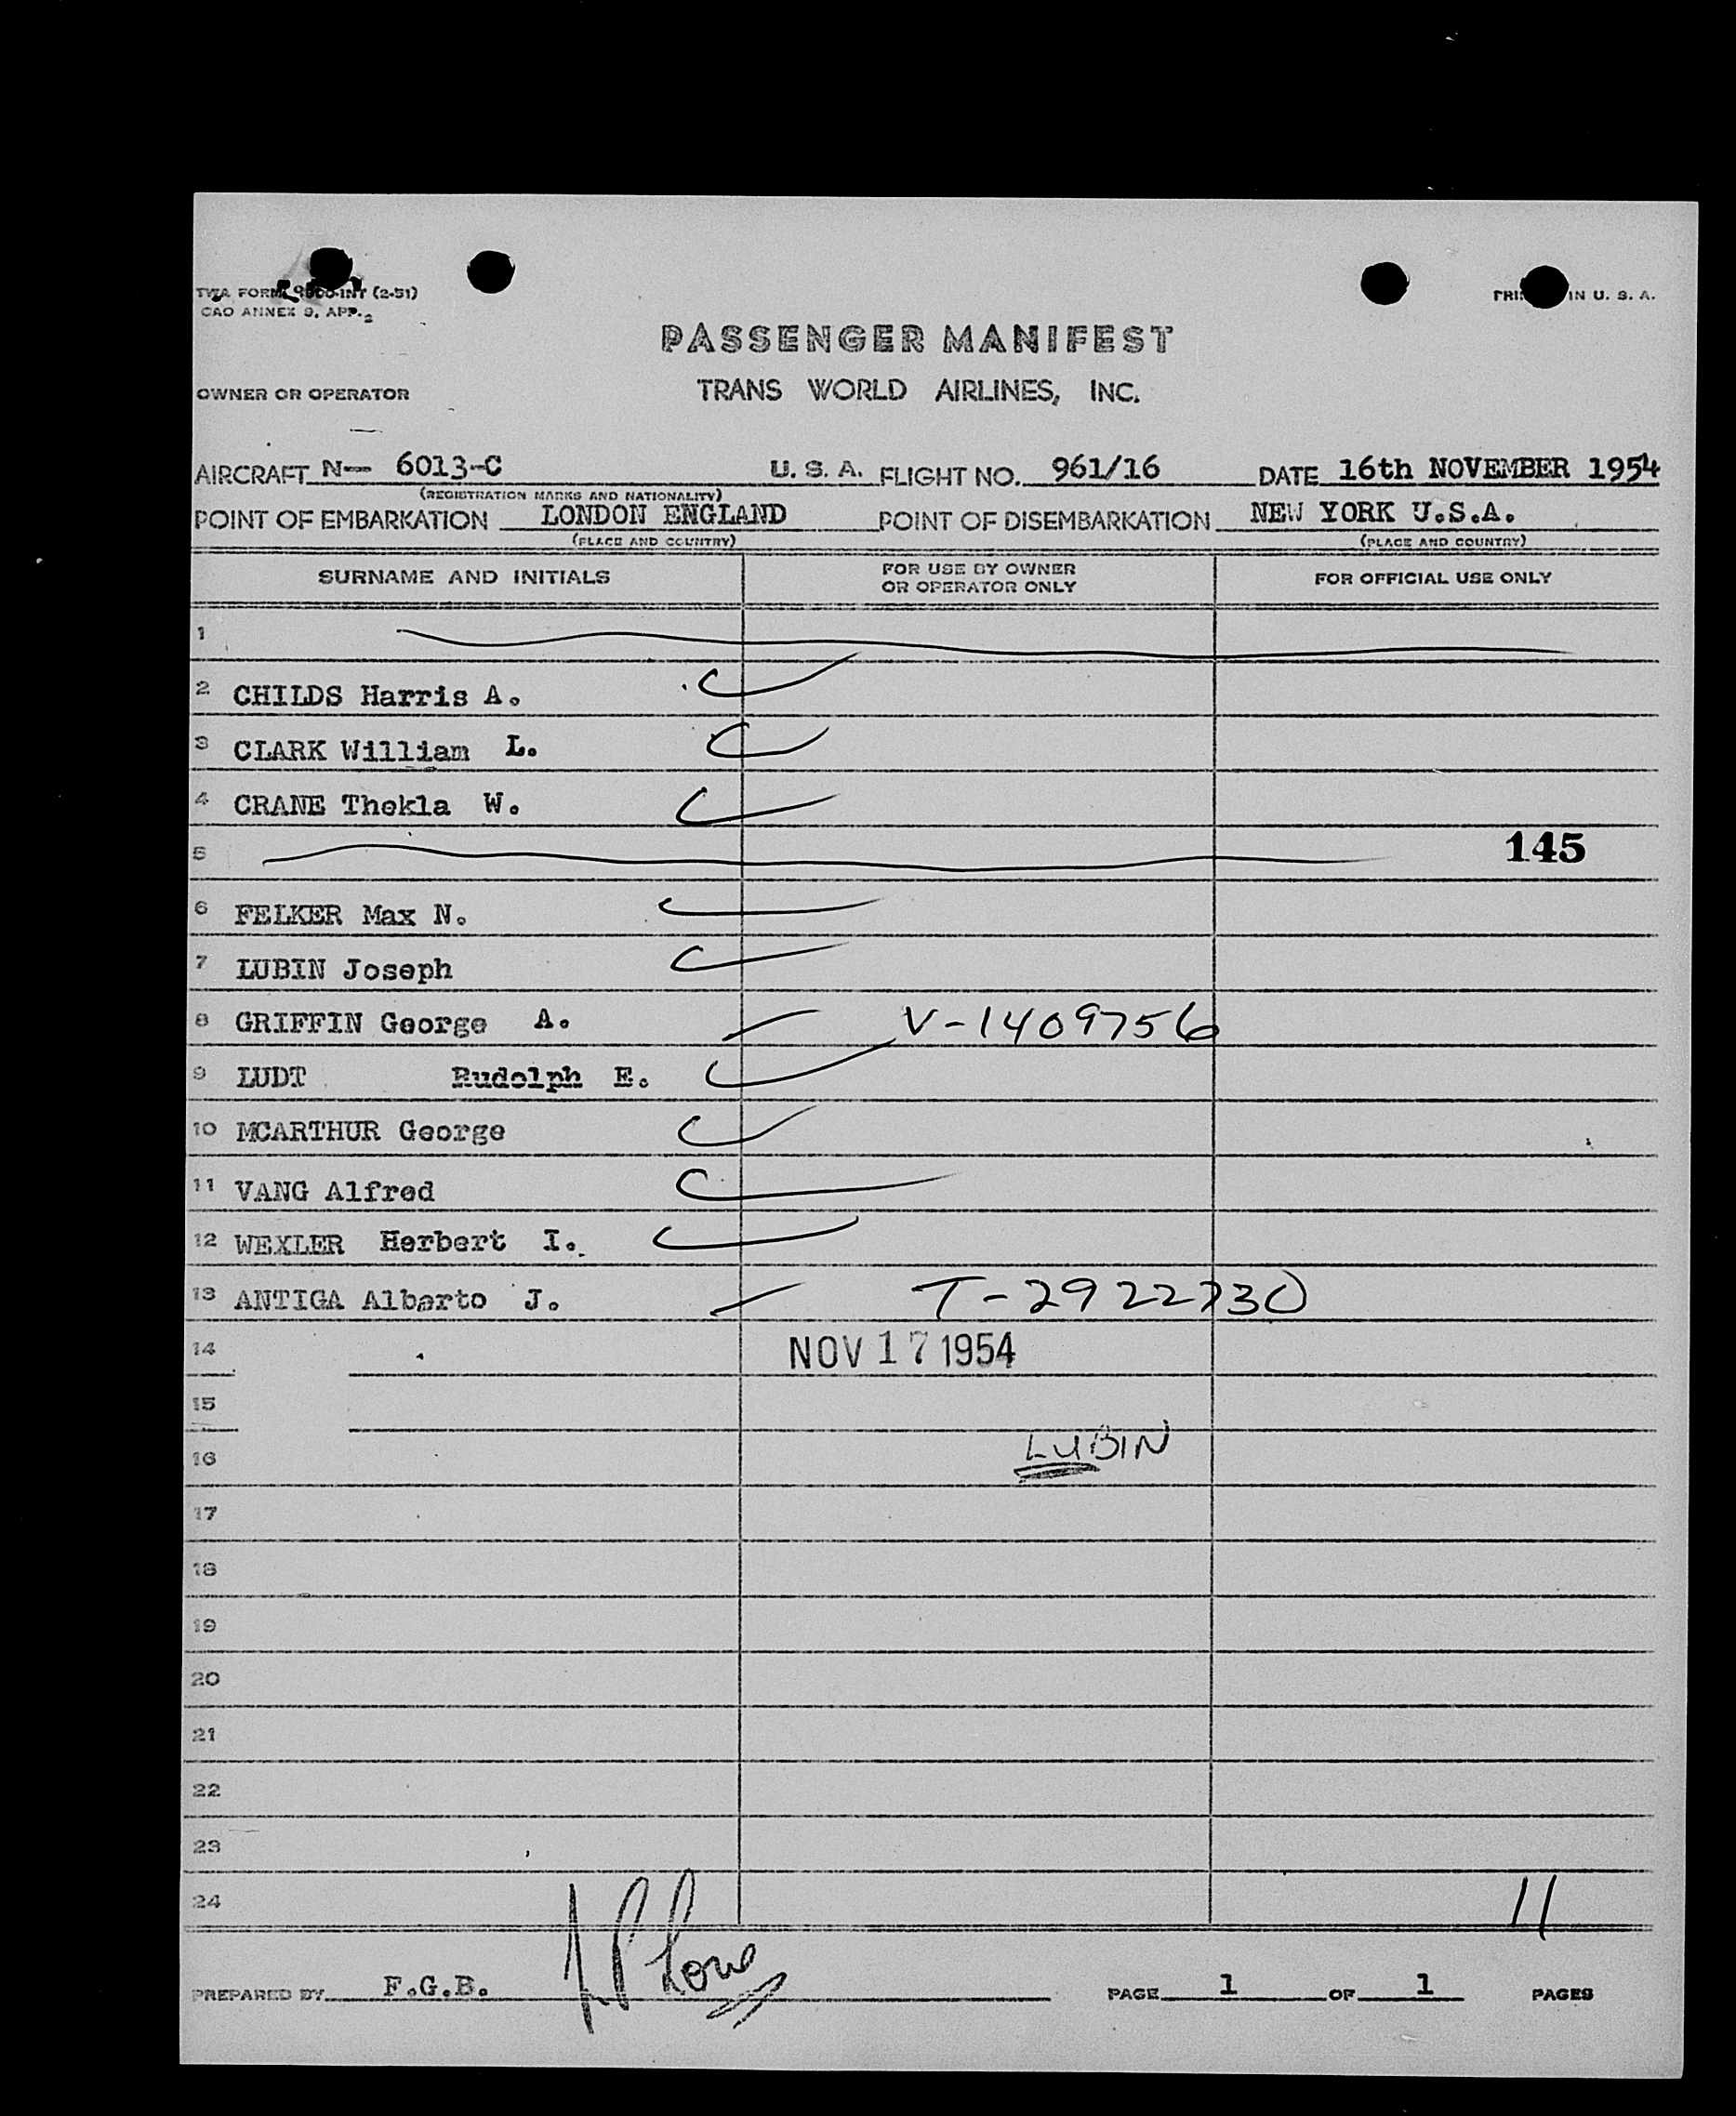 TWA FORM (2-51)
CAO ANNEX 9, APP. 2
IN U. S. A.
PASSENGER MANIFEST
OWNER OR OPERATOR TRANS WORLD AIRLINES, INC.
AIRCRAFT N-- 6013-C U. S. A. FLIGHT NO. 961/16 DATE 16th NOVEMBER 1954
(REGISTRATION MARKS AND NATIONALITY)
POINT OF EMBARKATION LONDON ENGLAND POINT OF DISEMBARKATION NEW YORK U.S.A.
(PLACE AND COUNTRY) (PLACE AND COUNTRY)
SURNAME AND INITIALS FOR USE BY OWNER OR OPERATOR ONLY FOR OFFICIAL USE ONLY
1
2 CHILDS Harris A.
3 CLARK William L.
4 CRANE Thekla W.
5 145
6 FELKER Max N.
7 LUBIN Joseph
8 GRIFFIN George A. V-1409756
9 LUDT Rudolph E.
10 MCARTHUR George
11 VANG Alfred
12 WEXLER Herbert I.
13 ANTIGA Alberto J. T-2922730
14 NOV 17 1954
15
16 LUBIN
17
18
19
20
21
22
23
24 11
PREPARED BY F.G.B. PAGE 1 OF 1 PAGES